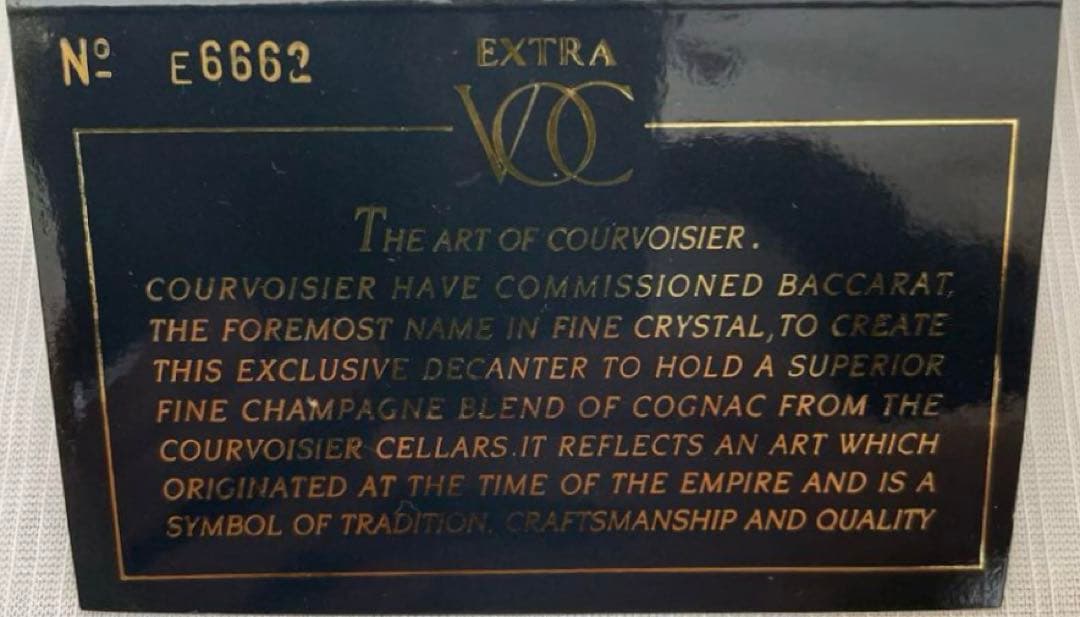 Nº E6662
EXTRA
VOC
THE ART OF COURVOISIER.
COURVOISIER HAVE COMMISSIONED BACCARAT,
THE FOREMOST NAME IN FINE CRYSTAL, TO CREATE
THIS EXCLUSIVE DECANTER TO HOLD A SUPERIOR
FINE CHAMPAGNE BLEND OF COGNAC FROM THE
COURVOISIER CELLARS. IT REFLECTS AN ART WHICH
ORIGINATED AT THE TIME OF THE EMPIRE AND IS A
SYMBOL OF TRADITION, CRAFTSMANSHIP AND QUALITY